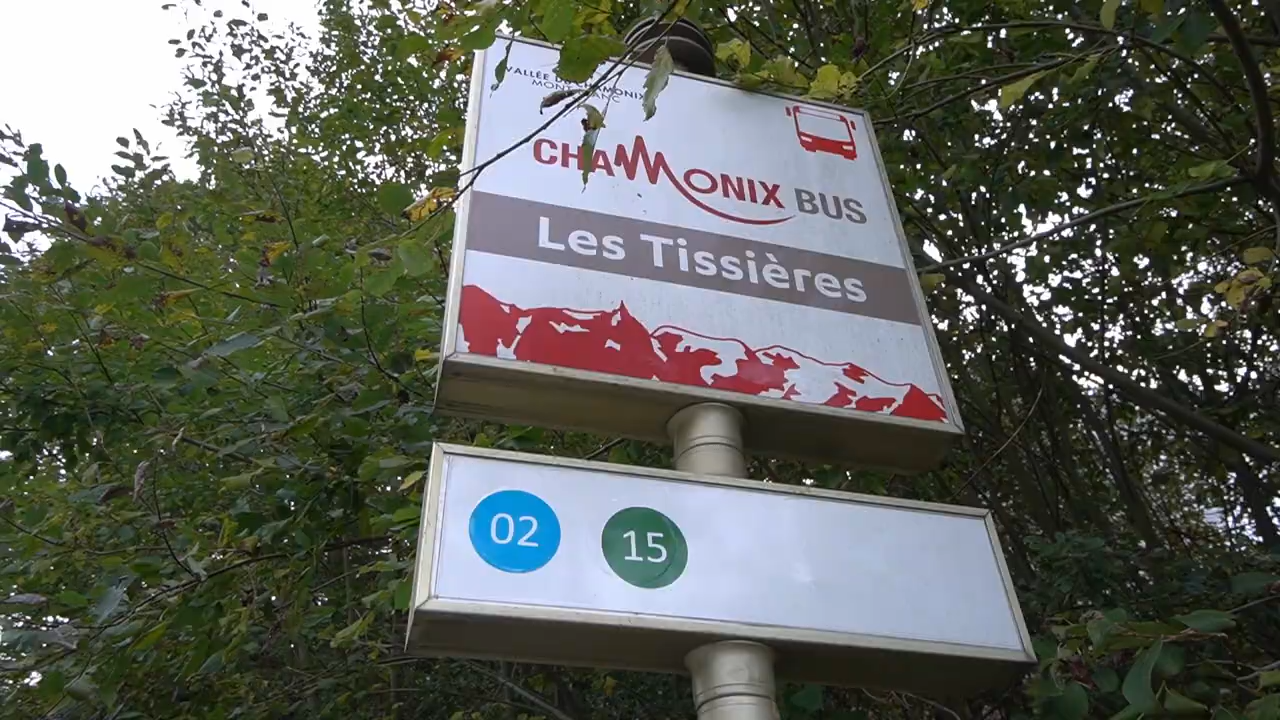 VALLÉE DE CHAMONIX
MONT-BLANC
CHAMONIX BUS
Les Tissières
02 15